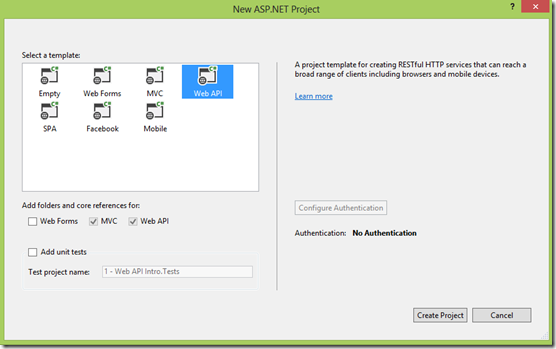 New ASP.NET Project
?
Select a template:
Empty
Web Forms
MVC
Web API
SPA
Facebook
Mobile
A project template for creating RESTful HTTP services that can reach a
broad range of clients including browsers and mobile devices.
Learn more
Add folders and core references for:
Web Forms
MVC
Web API
Configure Authentication
Authentication: No Authentication
Add unit tests
Test project name:
1 - Web API Intro.Tests
Create Project
Cancel